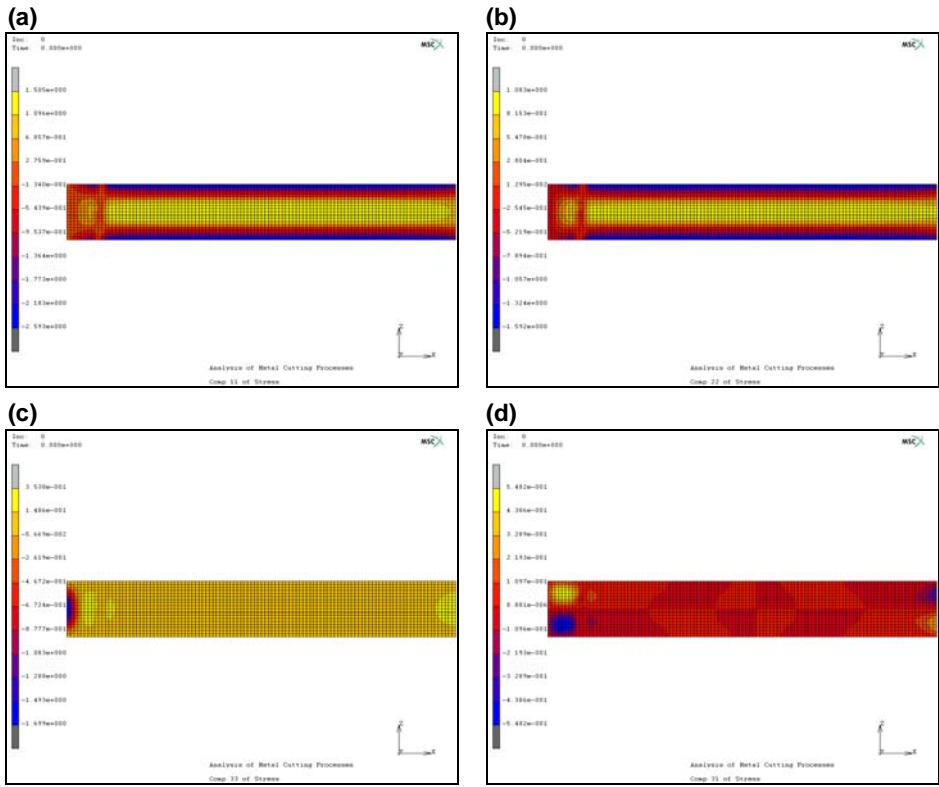 (a)
Inc: 0
Time: 0.000e+000
MSC
1.505e+000
1.096e+000
6.857e-001
2.759e-001
-1.340e-001
-5.439e-001
-9.537e-001
-1.364e+000
-1.773e+000
-2.183e+000
-2.593e+000
Z
X
Analysis of Metal Cutting Processes
Comp 11 of Stress
(b)
Inc: 0
Time: 0.000e+000
MSC
1.083e+000
8.153e-001
5.478e-001
2.804e-001
1.295e-002
-2.545e-001
-5.219e-001
-7.894e-001
-1.057e+000
-1.324e+000
-1.592e+000
Z
X
Analysis of Metal Cutting Processes
Comp 22 of Stress
(c)
Inc: 0
Time: 0.000e+000
MSC
3.538e-001
1.486e-001
-5.669e-002
-2.619e-001
-4.672e-001
-6.724e-001
-8.777e-001
-1.083e+000
-1.288e+000
-1.493e+000
-1.699e+000
Z
X
Analysis of Metal Cutting Processes
Comp 33 of Stress
(d)
Inc: 0
Time: 0.000e+000
MSC
5.482e-001
4.386e-001
3.289e-001
2.193e-001
1.097e-001
-1.096e-001
-2.193e-001
-3.289e-001
-4.386e-001
-5.482e-001
Z
X
Analysis of Metal Cutting Processes
Comp 31 of Stress